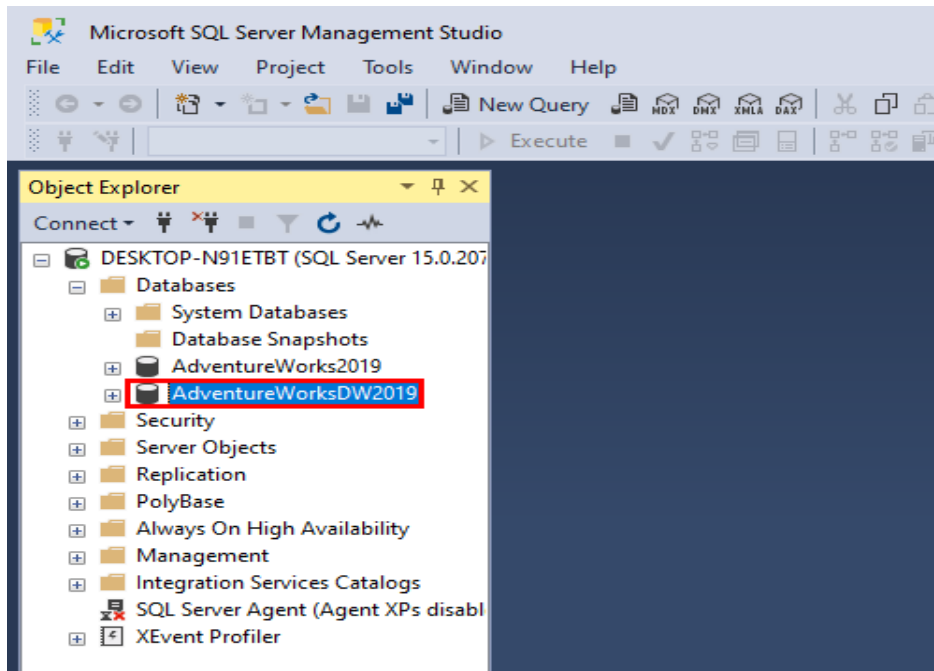 Microsoft SQL Server Management Studio
File Edit View Project Tools Window Help
New Query MDX DMX XMLA DAX
Execute
Object Explorer
Connect
DESKTOP-N91ETBT (SQL Server 15.0.207
Databases
System Databases
Database Snapshots
AdventureWorks2019
AdventureWorksDW2019
Security
Server Objects
Replication
PolyBase
Always On High Availability
Management
Integration Services Catalogs
SQL Server Agent (Agent XPs disabl
XEvent Profiler